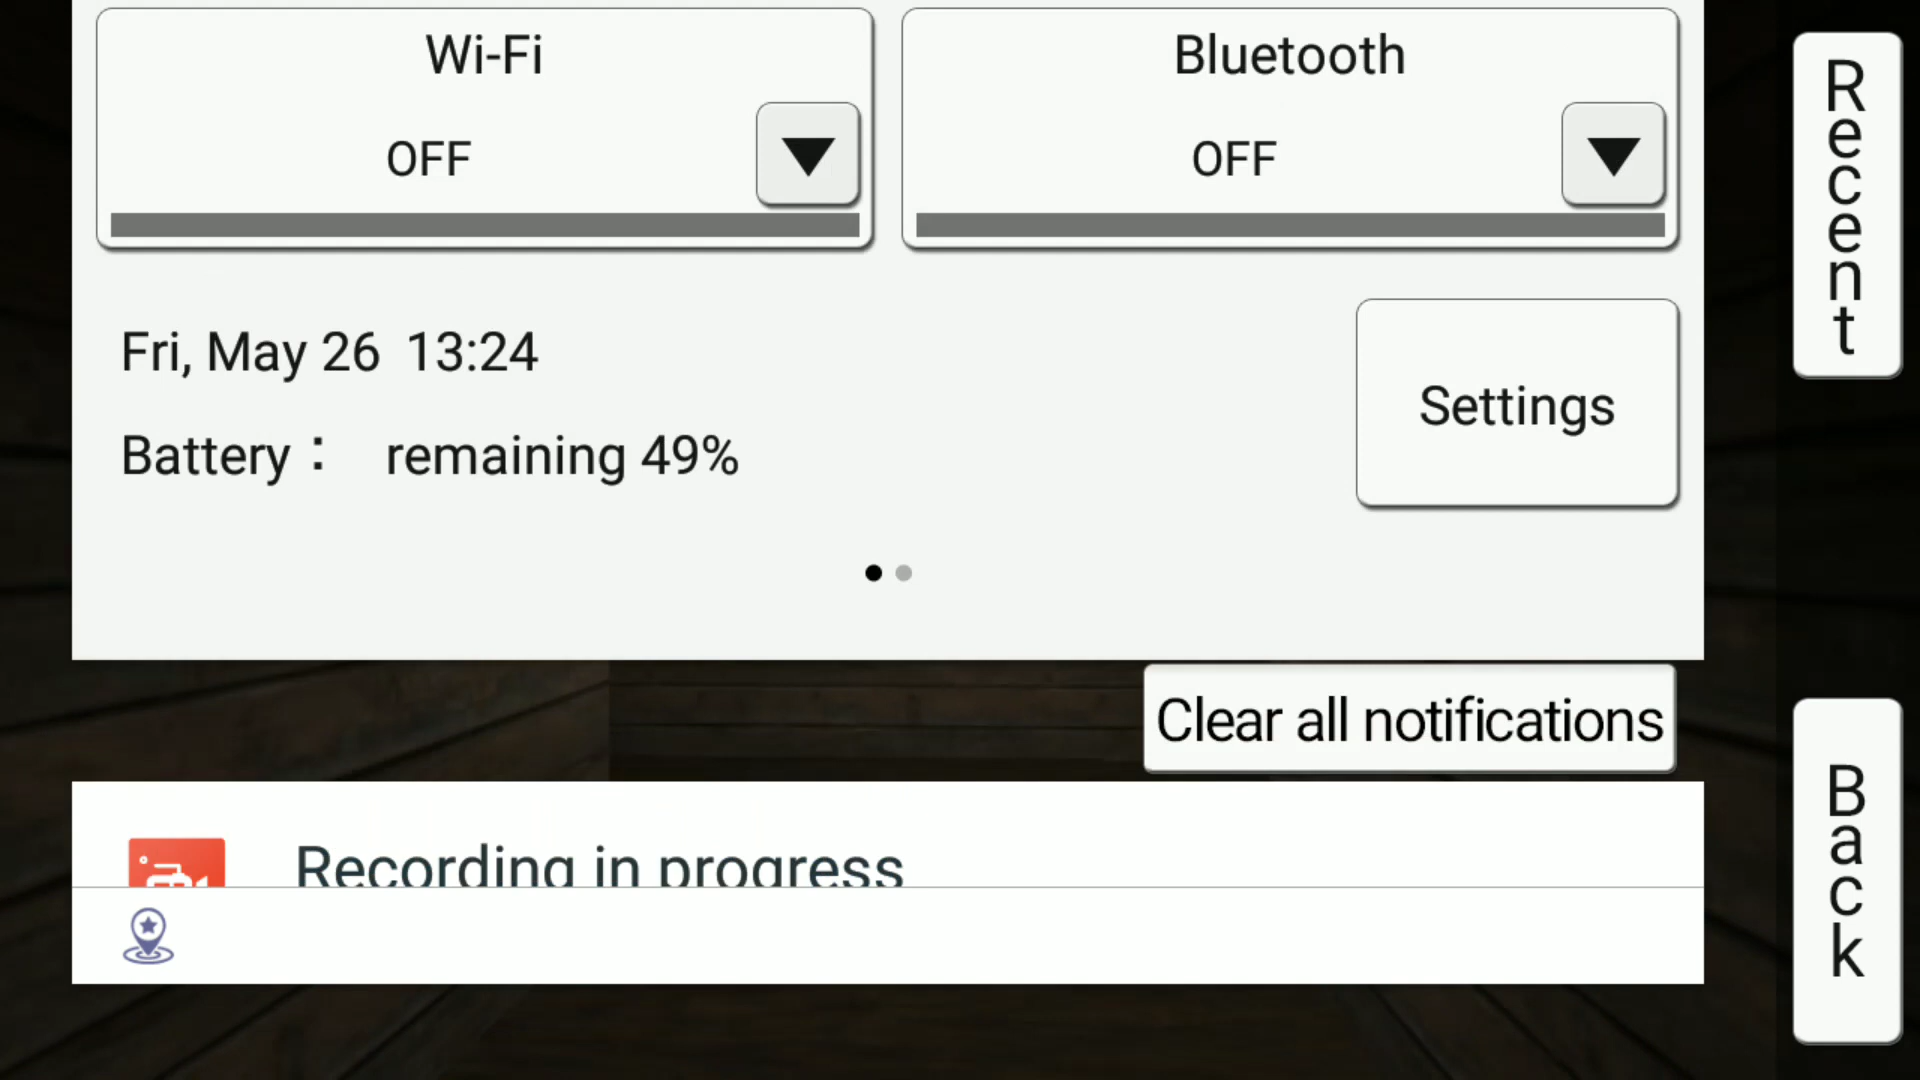 Wi-Fi
OFF
Bluetooth
OFF
Fri, May 26 13:24
Battery : remaining 49%
Settings
Clear all notifications
Recording in progress
Recent
Back